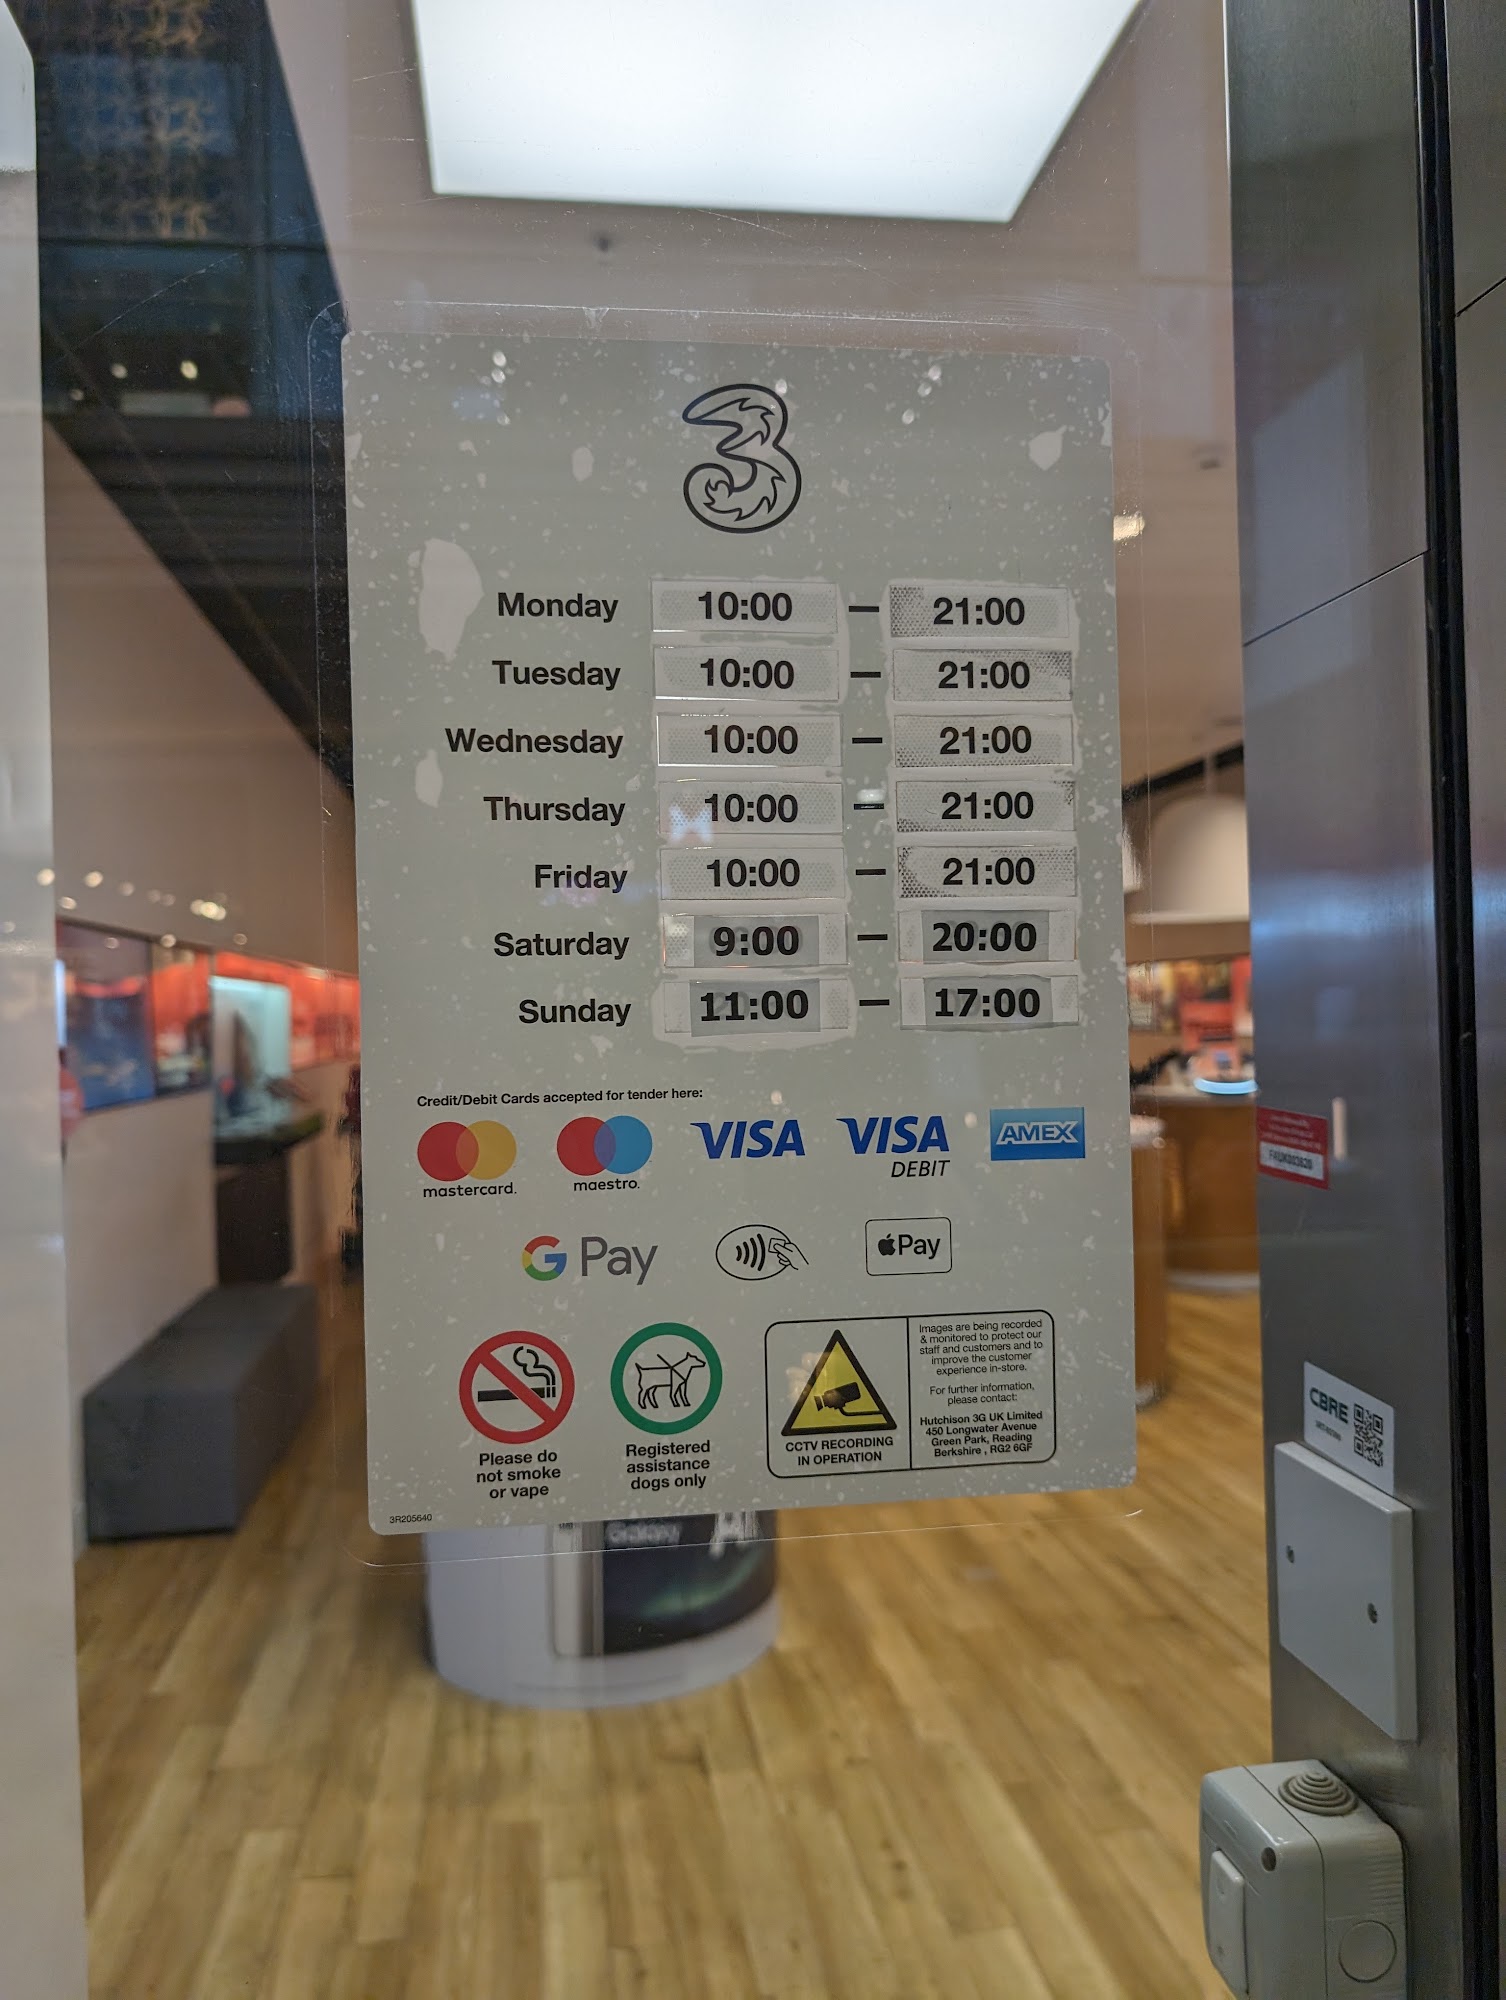 3
Monday 10:00 – 21:00
Tuesday 10:00 – 21:00
Wednesday 10:00 – 21:00
Thursday 10:00 – 21:00
Friday 10:00 – 21:00
Saturday 9:00 – 20:00
Sunday 11:00 – 17:00
Credit/Debit Cards accepted for tender here:
mastercard.
maestro.
VISA
VISA
DEBIT
AMEX
G Pay
Pay
Please do
not smoke
or vape
Registered
assistance
dogs only
CCTV RECORDING
IN OPERATION
Images are being recorded
& monitored to protect our
staff and customers and to
improve the customer
experience in-store.
For further information,
please contact:
Hutchison 3G UK Limited
450 Longwater Avenue
Green Park, Reading
Berkshire , RG2 6GF
3R205640
CBRE
Galaxy